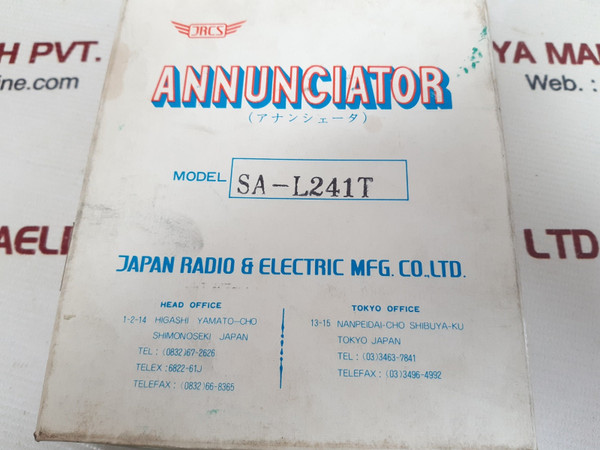 JRCS
ANNUNCIATOR
(アナンシェータ)
MODEL SA-L241T
JAPAN RADIO & ELECTRIC MFG. CO.,LTD.
HEAD OFFICE
1-2-14 HIGASHI YAMATO-CHO
SHIMONOSEKI JAPAN
TEL : (0832)67-2626
TELEX : 6822-61J
TELEFAX : (0832)66-8365
TOKYO OFFICE
13-15 NANPEIDAI-CHO SHIBUYA-KU
TOKYO JAPAN
TEL : (03)3463-7841
TELEFAX : (03)3496-4992
H PVT.
ine.com
YA MA
Web. :
AELI
LTD